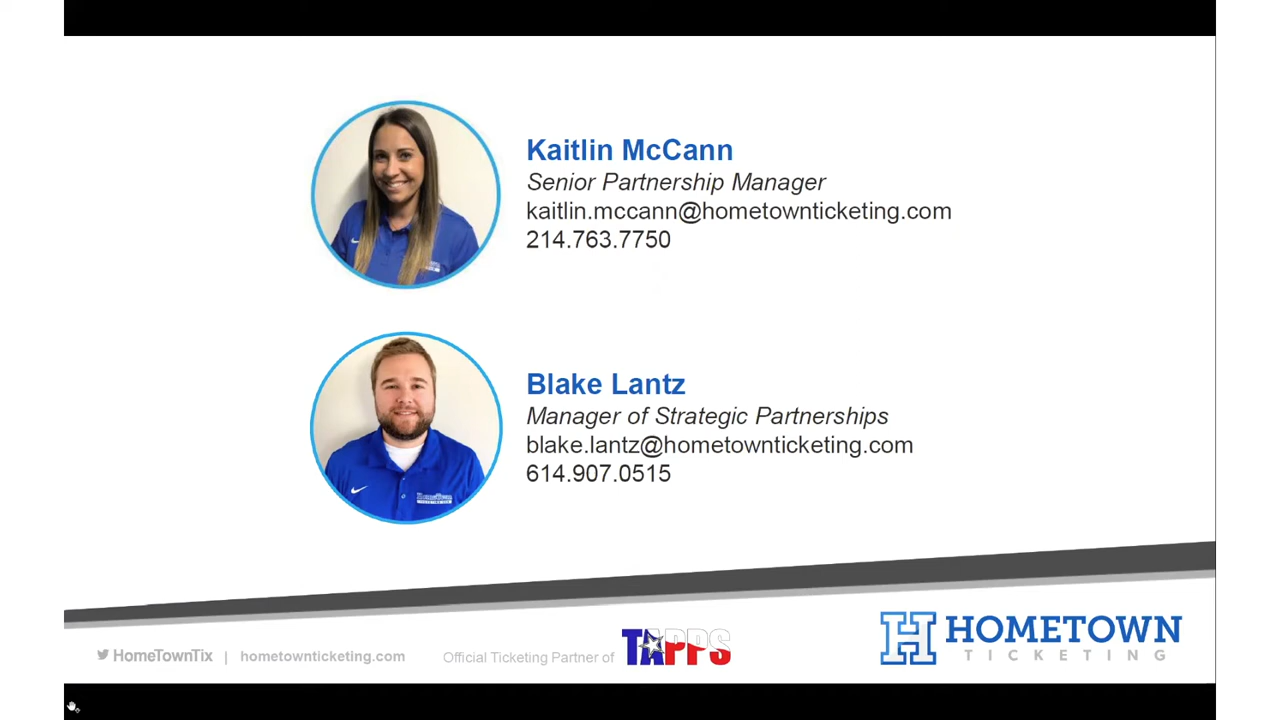 Kaitlin McCann
Senior Partnership Manager
kaitlin.mccann@hometownticketing.com
214.763.7750
Blake Lantz
Manager of Strategic Partnerships
blake.lantz@hometownticketing.com
614.907.0515
HomeTownTix | hometownticketing.com Official Ticketing Partner of TAPPS
H HOMETOWN
TICKETING